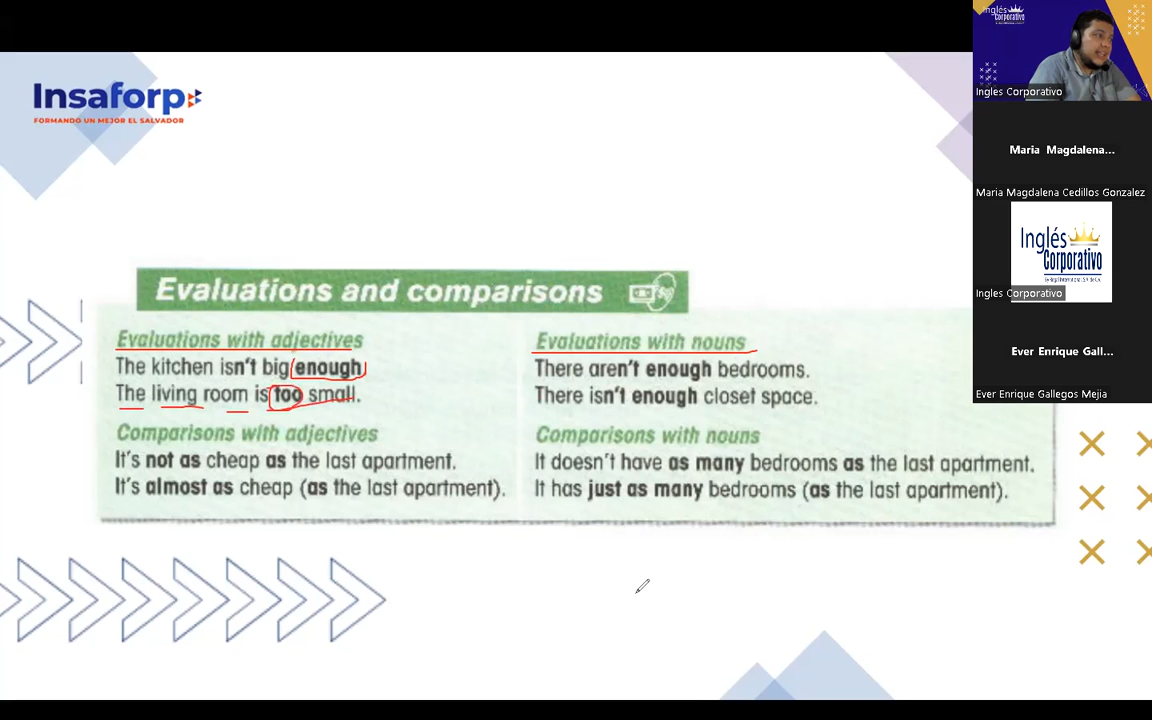 Insaforp
FORMANDO UN MEJOR EL SALVADOR
Evaluations and comparisons
Evaluations with adjectives
The kitchen isn't big enough
The living room is too small.
Comparisons with adjectives
It's not as cheap as the last apartment.
It's almost as cheap (as the last apartment).
Evaluations with nouns
There aren't enough bedrooms.
There isn't enough closet space.
Comparisons with nouns
It doesn't have as many bedrooms as the last apartment.
It has just as many bedrooms (as the last apartment).
Inglés
Corporativo
Ingles Corporativo
Maria Magdalena...
Maria Magdalena Cedillos Gonzalez
Inglés
Corporativo
Ingles Corporativo
Ever Enrique Gall...
Ever Enrique Gallegos Mejia